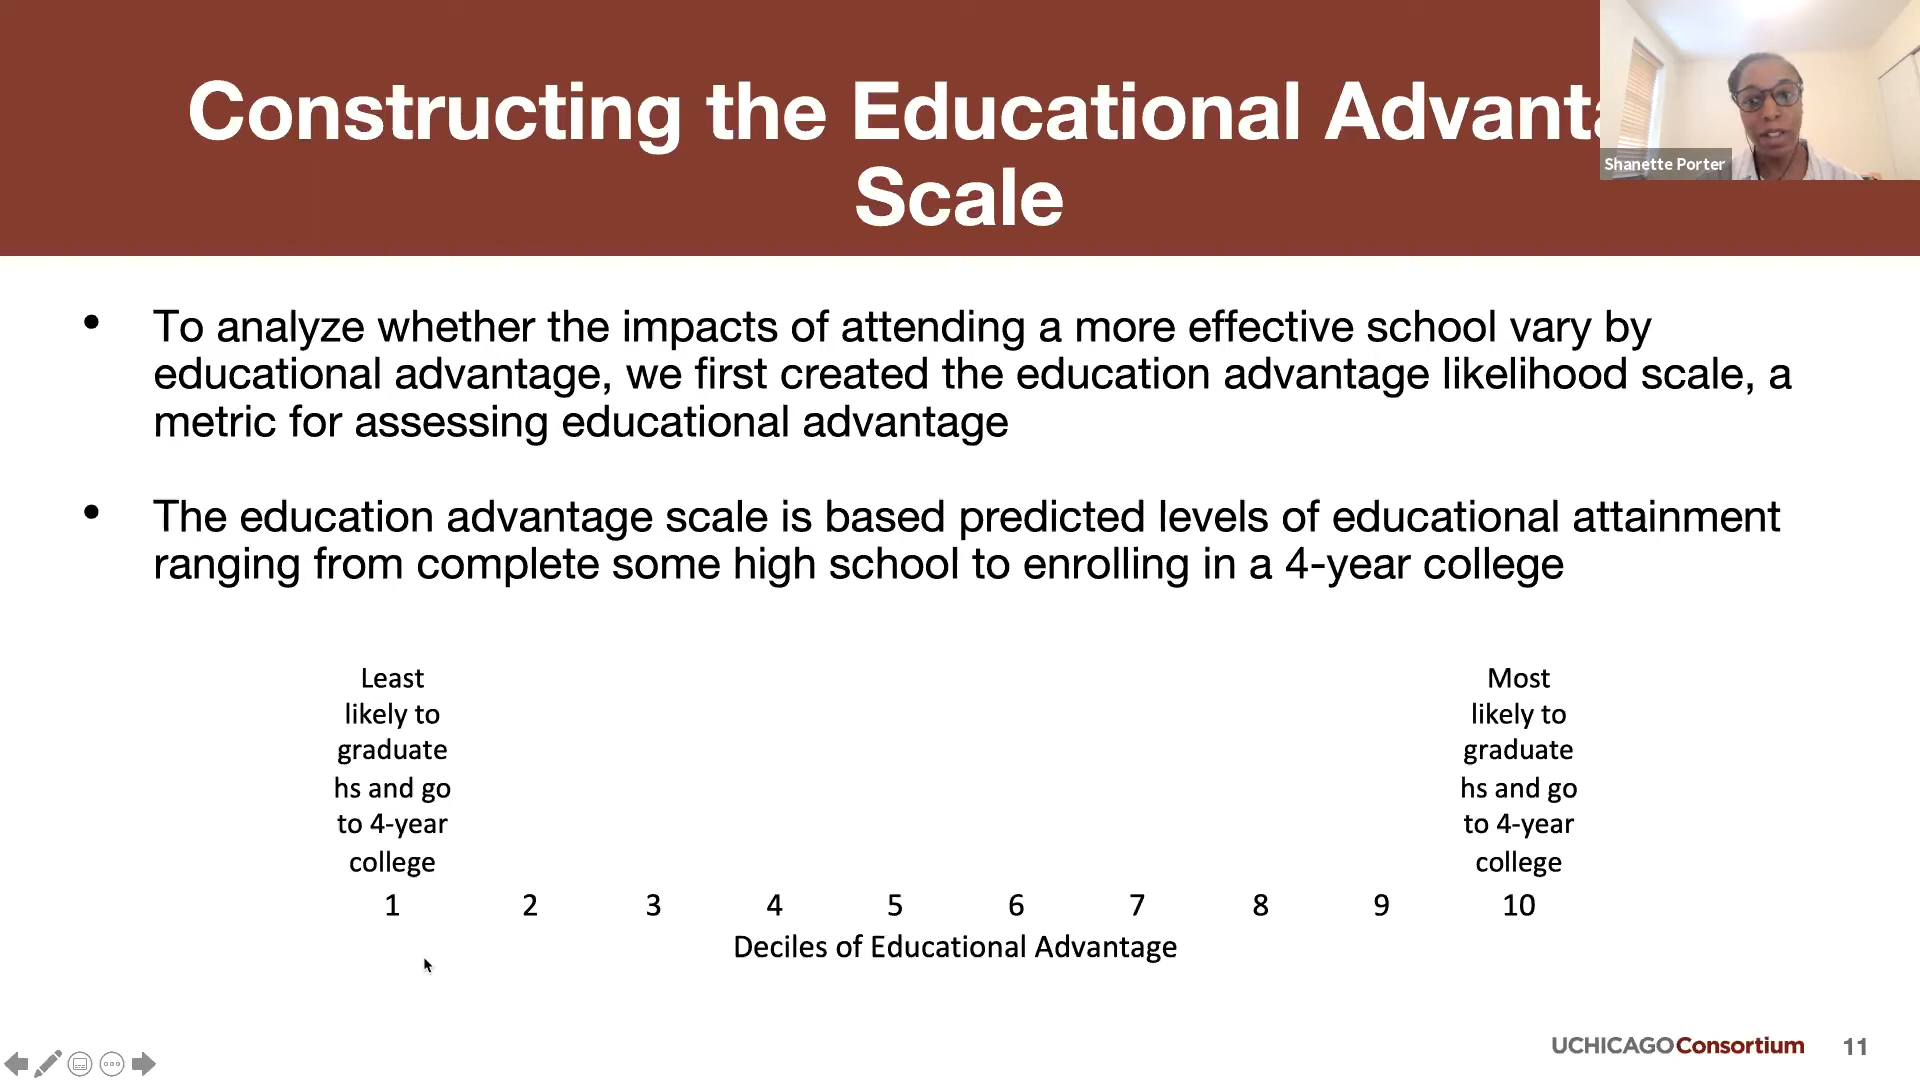 Constructing the Educational Advanta
Scale
Shanette Porter
• To analyze whether the impacts of attending a more effective school vary by
educational advantage, we first created the education advantage likelihood scale, a
metric for assessing educational advantage
• The education advantage scale is based predicted levels of educational attainment
ranging from complete some high school to enrolling in a 4-year college
Least
likely to
graduate
hs and go
to 4-year
college
Most
likely to
graduate
hs and go
to 4-year
college
1 2 3 4 5 6 7 8 9 10
Deciles of Educational Advantage
UCHICAGOConsortium 11